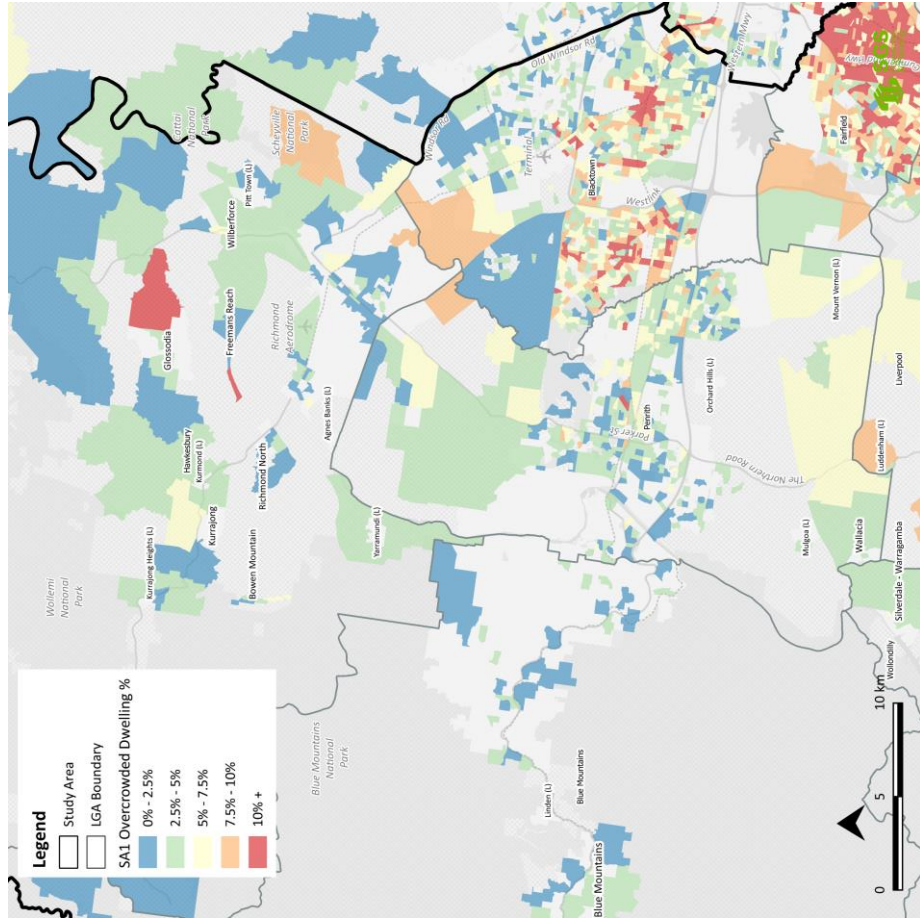 Legend
Study Area
LGA Boundary
SA1 Overcrowded Dwelling %
0% - 2.5%
2.5% - 5%
5% - 7.5%
7.5% - 10%
10% +
Wollemi
National
Park
Kurrajong Heights (L)
Bowen Mountain
Kurrajong
Hawkesbury
Kurmond (L)
Richmond North
Glossodia
Freemans Reach
Wilberforce
Pitt Town (L)
Cattai
National
Park
Scheyville
National
Park
Richmond
Aerodrome
Agnes Banks (L)
Windsor Rd
Old Windsor Rd
Yarramundi (L)
Blue Mountains
National
Park
Terminal
Blacktown
Westlink
Western Mwy
Penrith
Parker St
Linden (L)
Blue Mountains
Blue Mountains
Orchard Hills (L)
The Northern Road
Mulgoa (L)
Wallacia
Silverdale - Warragamba
Wollondilly
Luddenham (L)
Mount Vernon (L)
Liverpool
Fairfield
SGS
0
5
10 km